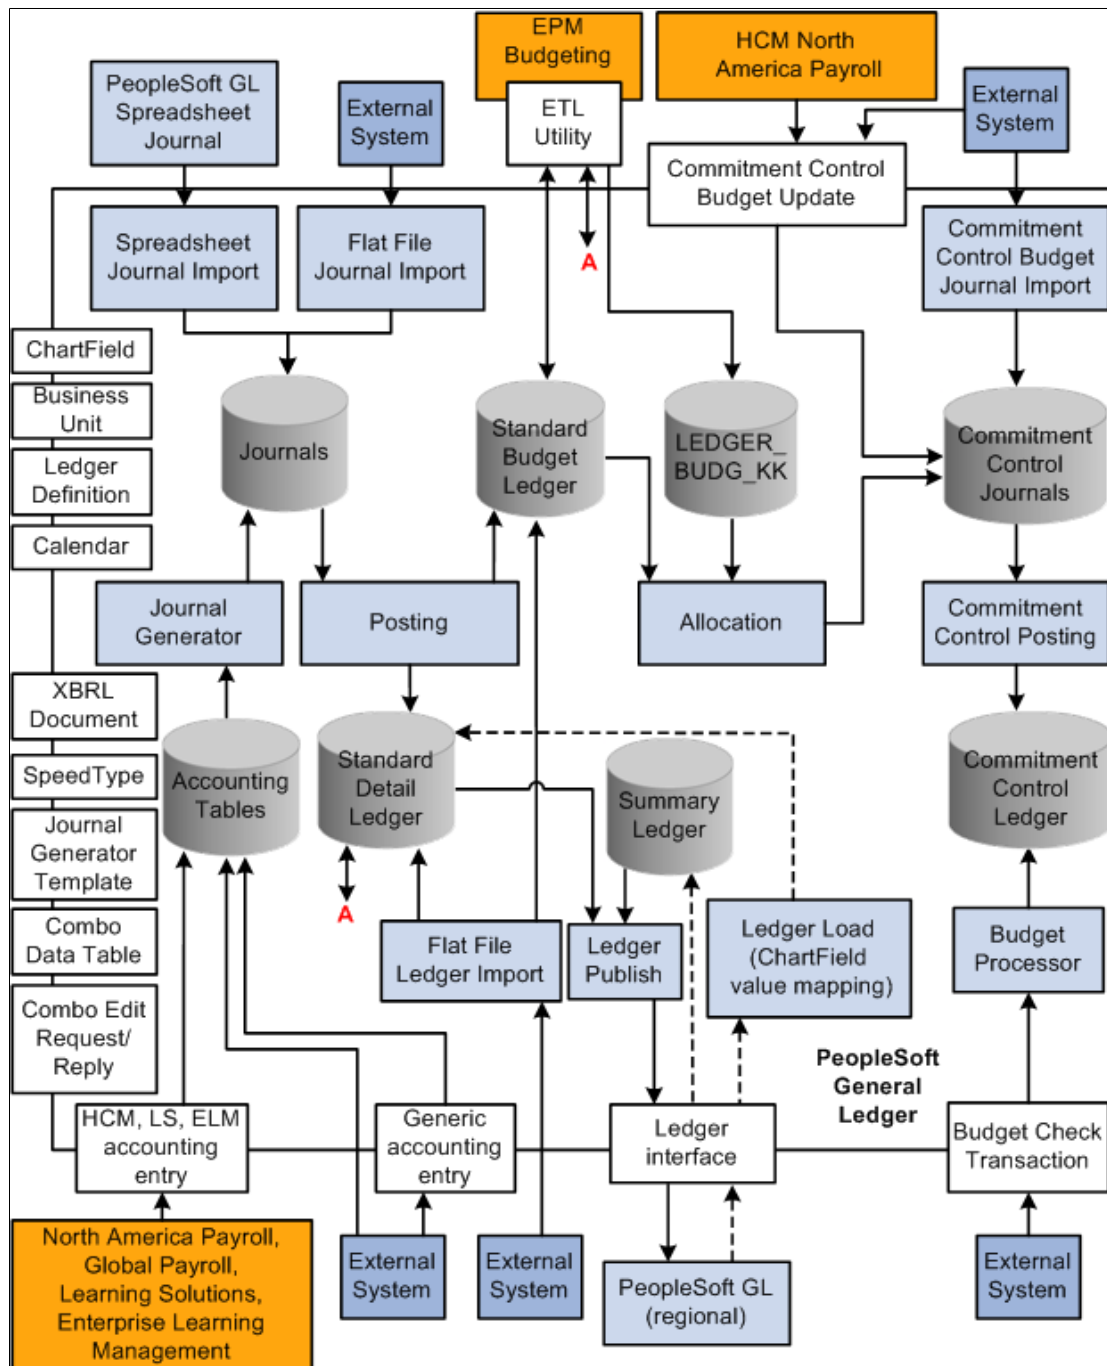 EPM
Budgeting
HCM North
America Payroll
PeopleSoft GL
Spreadsheet
Journal
External
System
ETL
Utility
External
System
Commitment Control
Budget Update
Spreadsheet
Journal Import
Flat File
Journal Import
A
Commitment
Control Budget
Journal Import
ChartField
Business
Unit
Ledger
Definition
Calendar
Journals
Standard
Budget
Ledger
LEDGER_
BUDG_KK
Commitment
Control
Journals
Journal
Generator
Posting
Allocation
Commitment
Control Posting
XBRL
Document
SpeedType
Journal
Generator
Template
Combo
Data Table
Combo Edit
Request/
Reply
Accounting
Tables
Standard
Detail
Ledger
Summary
Ledger
Commitment
Control
Ledger
A
Flat File
Ledger Import
Ledger
Publish
Ledger Load
(ChartField
value mapping)
Budget
Processor
PeopleSoft
General
Ledger
HCM, LS, ELM
accounting
entry
Generic
accounting
entry
Ledger
interface
Budget Check
Transaction
North America Payroll,
Global Payroll,
Learning Solutions,
Enterprise Learning
Management
External
System
External
System
PeopleSoft GL
(regional)
External
System